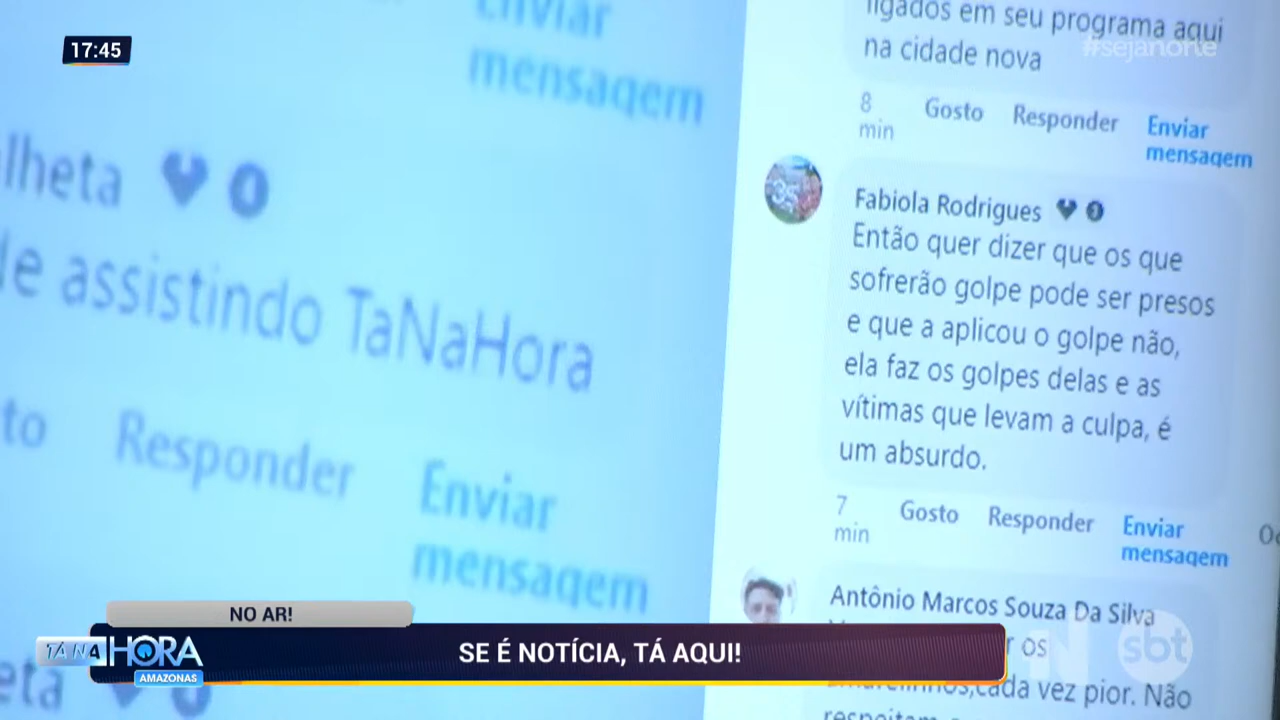 17:45
#sejanorte
Enviar
mensagem
lheta
assistindo TaNaHora
Responder
Enviar
mensagem
ligados em seu programa aqui
na cidade nova
8
min
Gosto
Responder
Enviar
mensagem
Fabiola Rodrigues
Então quer dizer que os que
sofrerão golpe pode ser presos
e que a aplicou o golpe não,
ela faz os golpes delas e as
vítimas que levam a culpa, é
um absurdo.
7
min
Gosto
Responder
Enviar
mensagem
Antônio Marcos Souza Da Silva
os
cada vez pior. Não
NO AR!
TÁ NA HORA
AMAZONAS
SE É NOTÍCIA, TÁ AQUI!
N sbt